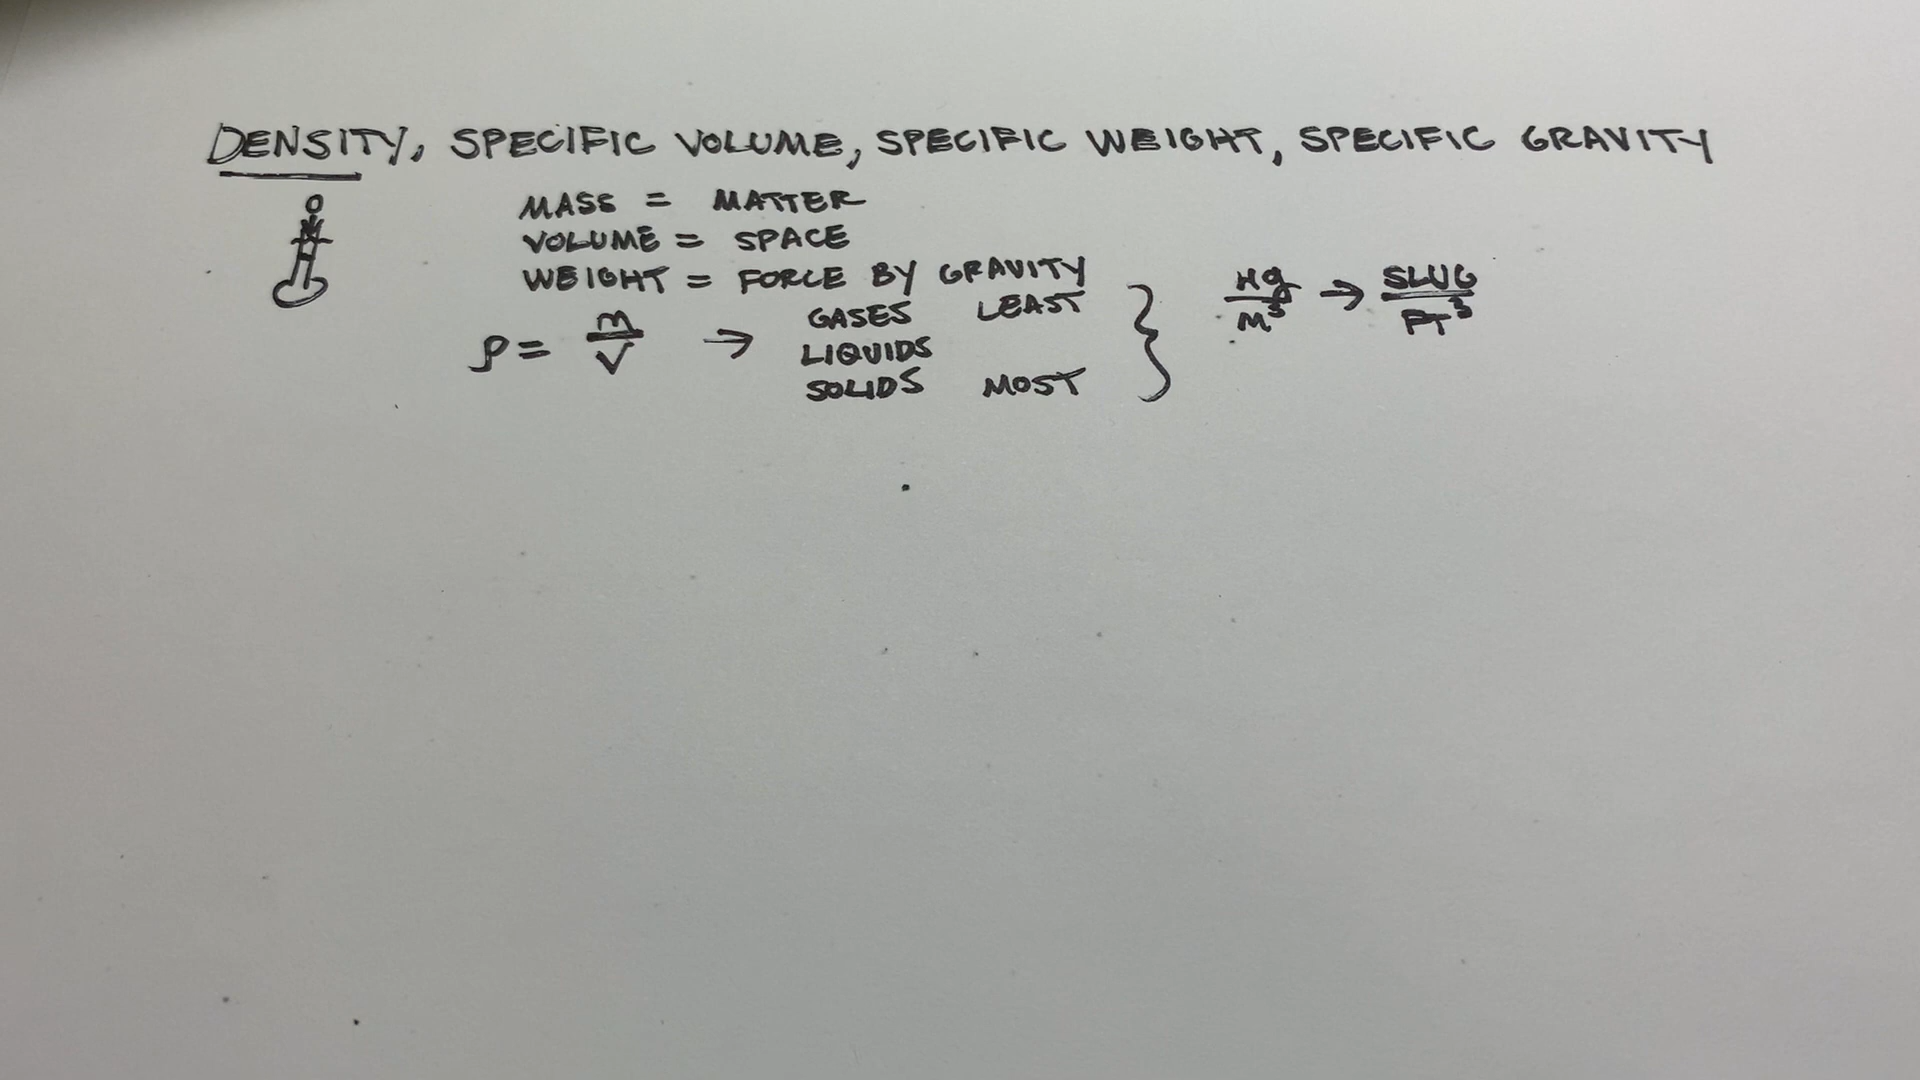 DENSITY, SPECIFIC VOLUME, SPECIFIC WEIGHT, SPECIFIC GRAVITY
MASS = MATTER
VOLUME = SPACE
WEIGHT = FORCE BY GRAVITY
ρ = m/V → GASES LEAST
LIQUIDS
SOLIDS MOST } Kg/M³ → SLUG/FT³